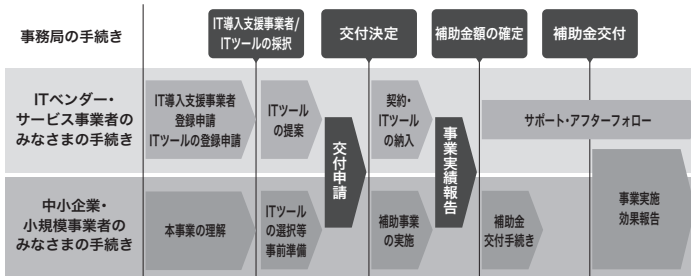 事務局の手続き
IT導入支援事業者/
ITツールの採択
交付決定
補助金額の確定
補助金交付
ITベンダー・
サービス事業者の
みなさまの手続き
IT導入支援事業者
登録申請
ITツールの登録申請
ITツール
の提案
交付申請
契約・
ITツール
の納入
事業実績報告
サポート・アフターフォロー
中小企業・
小規模事業者の
みなさまの手続き
本事業の理解
ITツール
の選択等
事前準備
補助事業
の実施
補助金
交付手続き
事業実施
効果報告